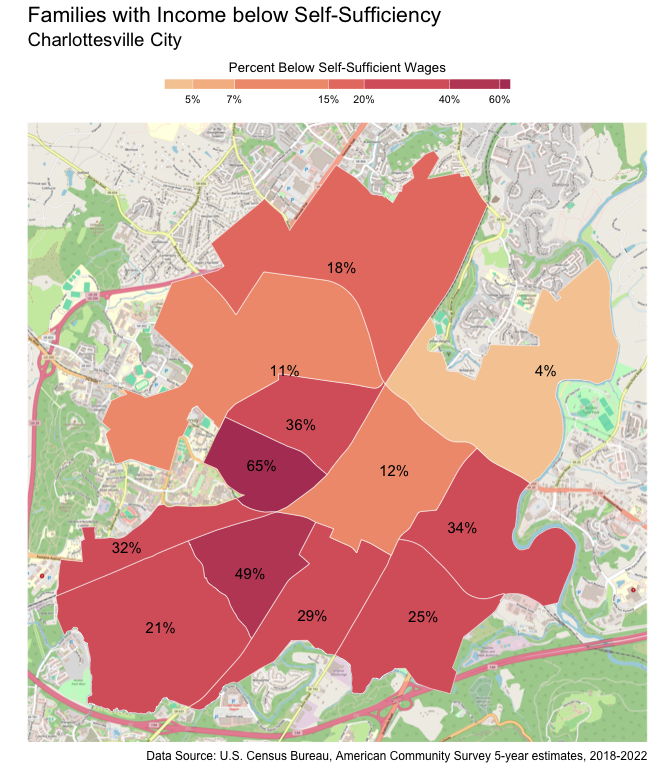 Families with Income below Self-Sufficiency
Charlottesville City
Percent Below Self-Sufficient Wages
5% 7% 15% 20% 40% 60%
18%
11%
4%
36%
65%
12%
34%
32%
49%
21%
29%
25%
Data Source: U.S. Census Bureau, American Community Survey 5-year estimates, 2018-2022